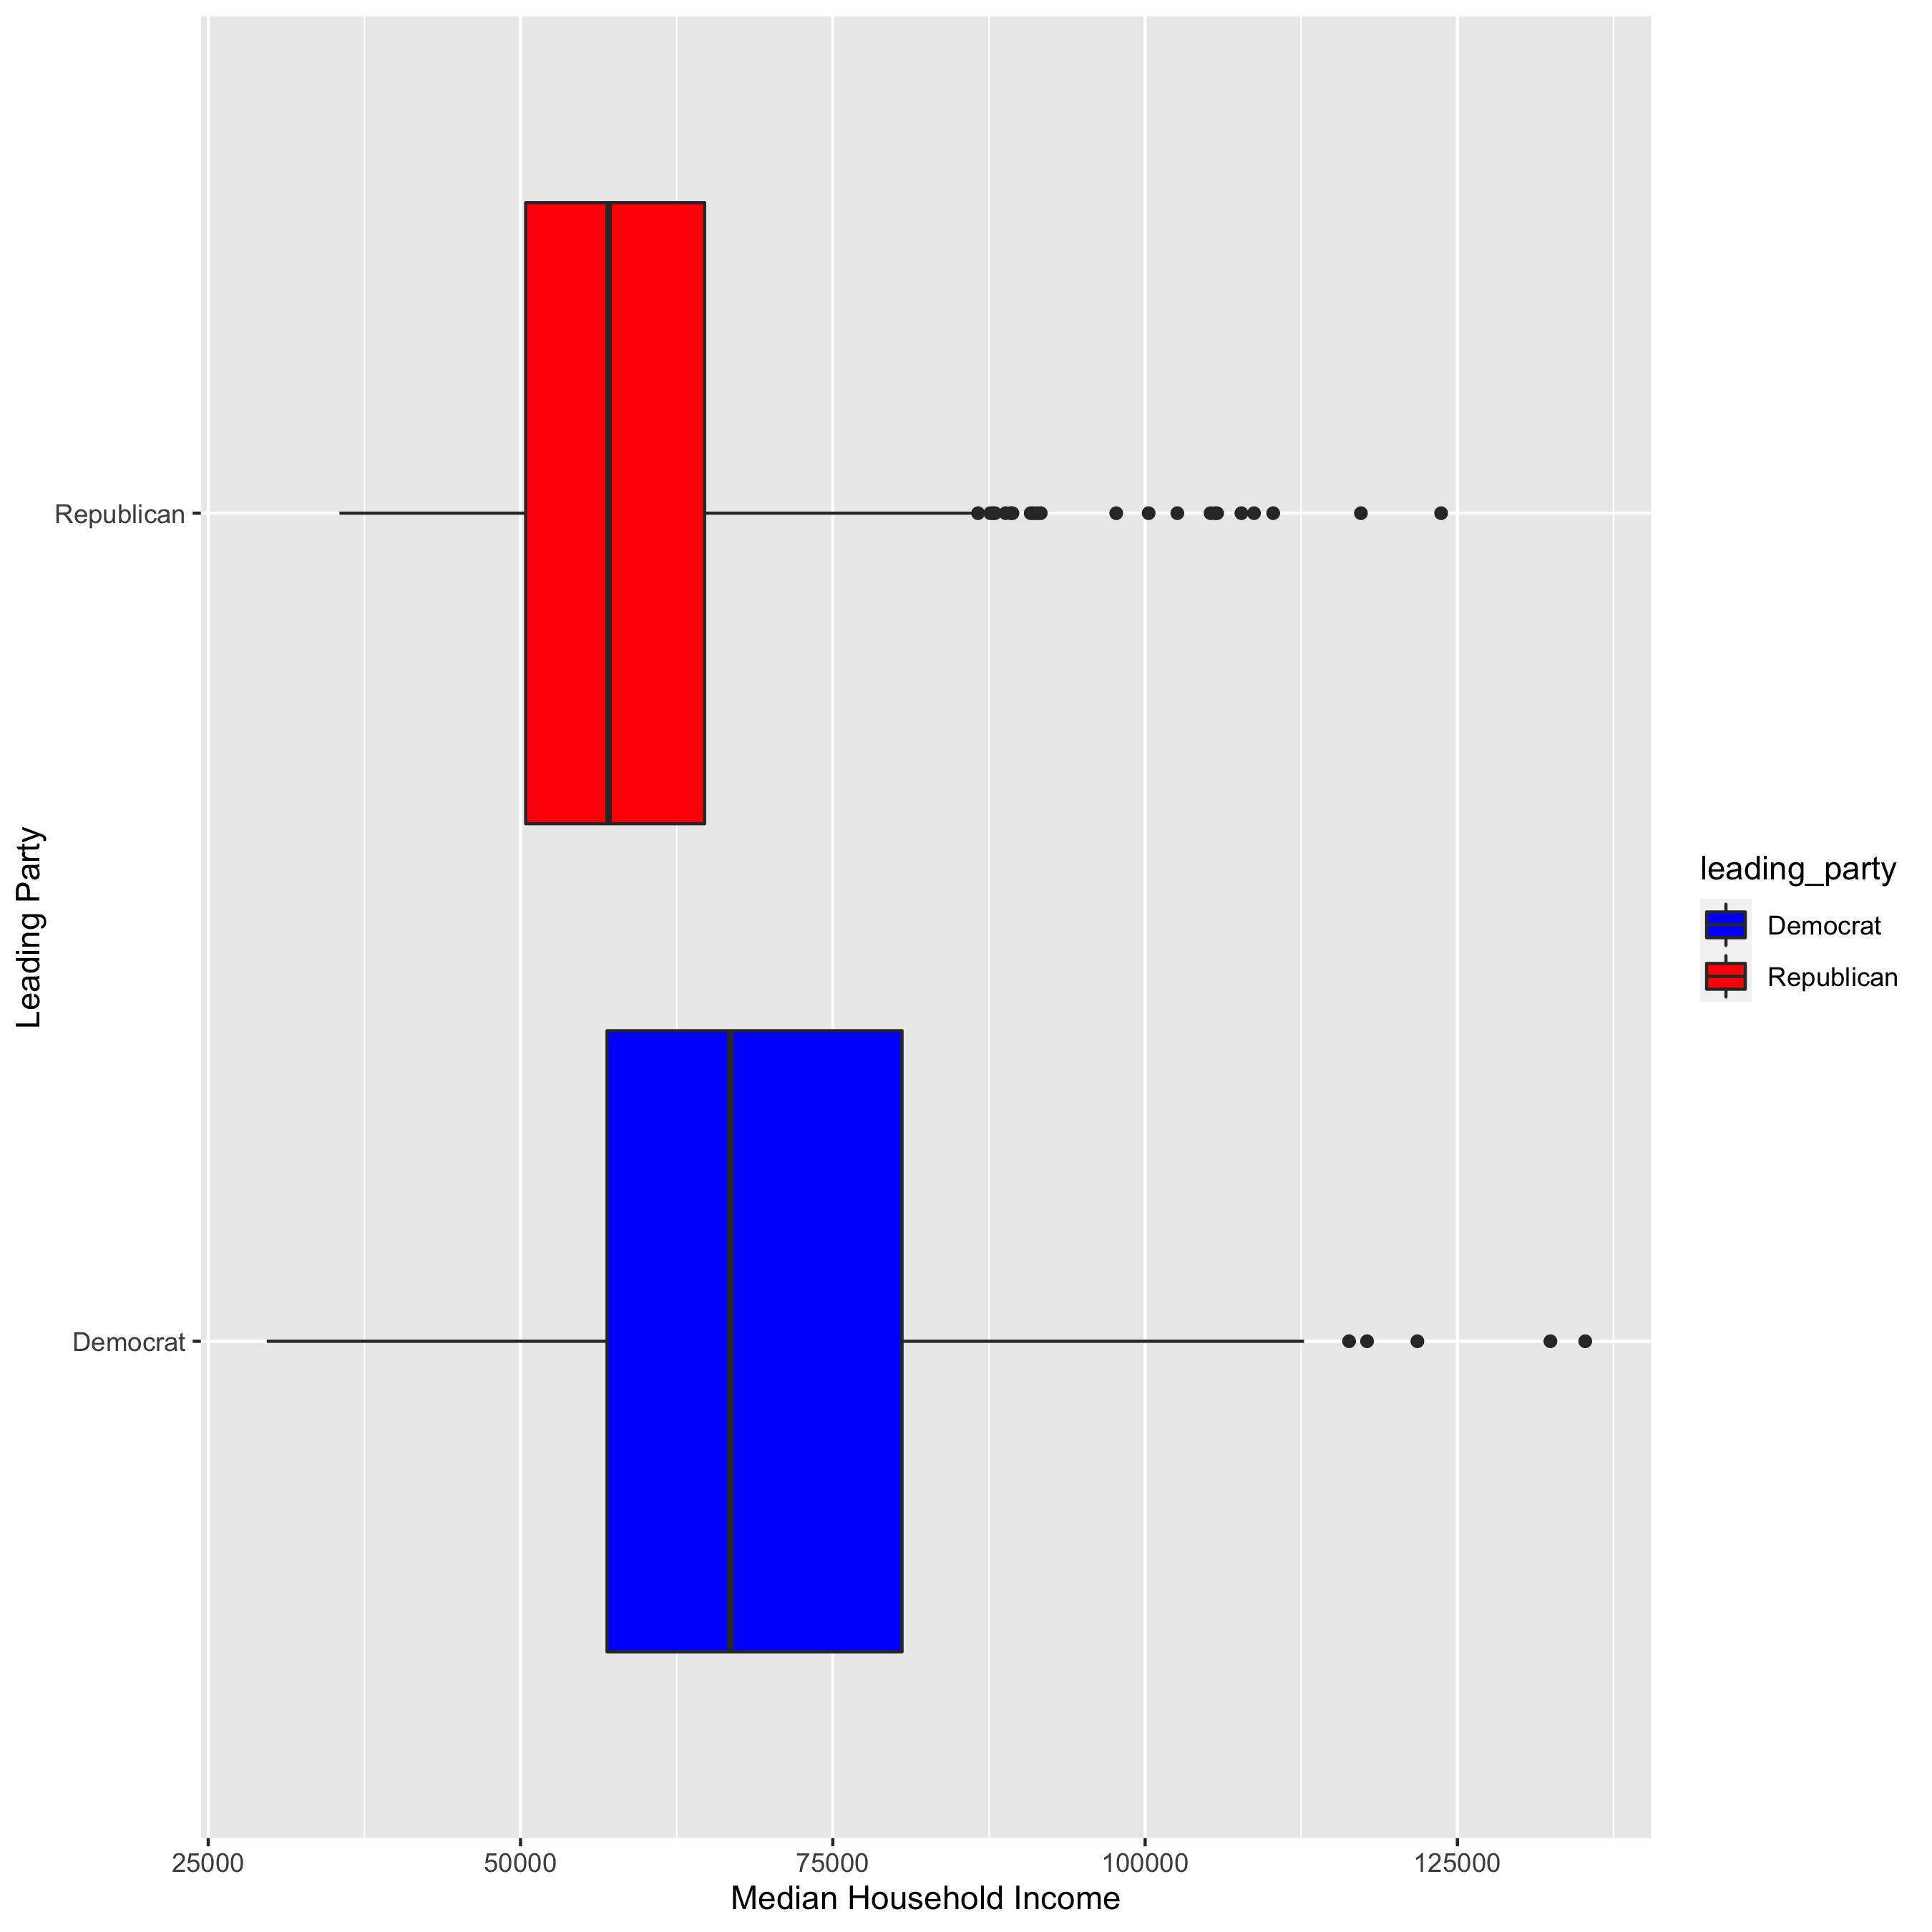 Leading Party
Republican
Democrat
25000
50000
75000
100000
125000
Median Household Income
leading_party
Democrat
Republican